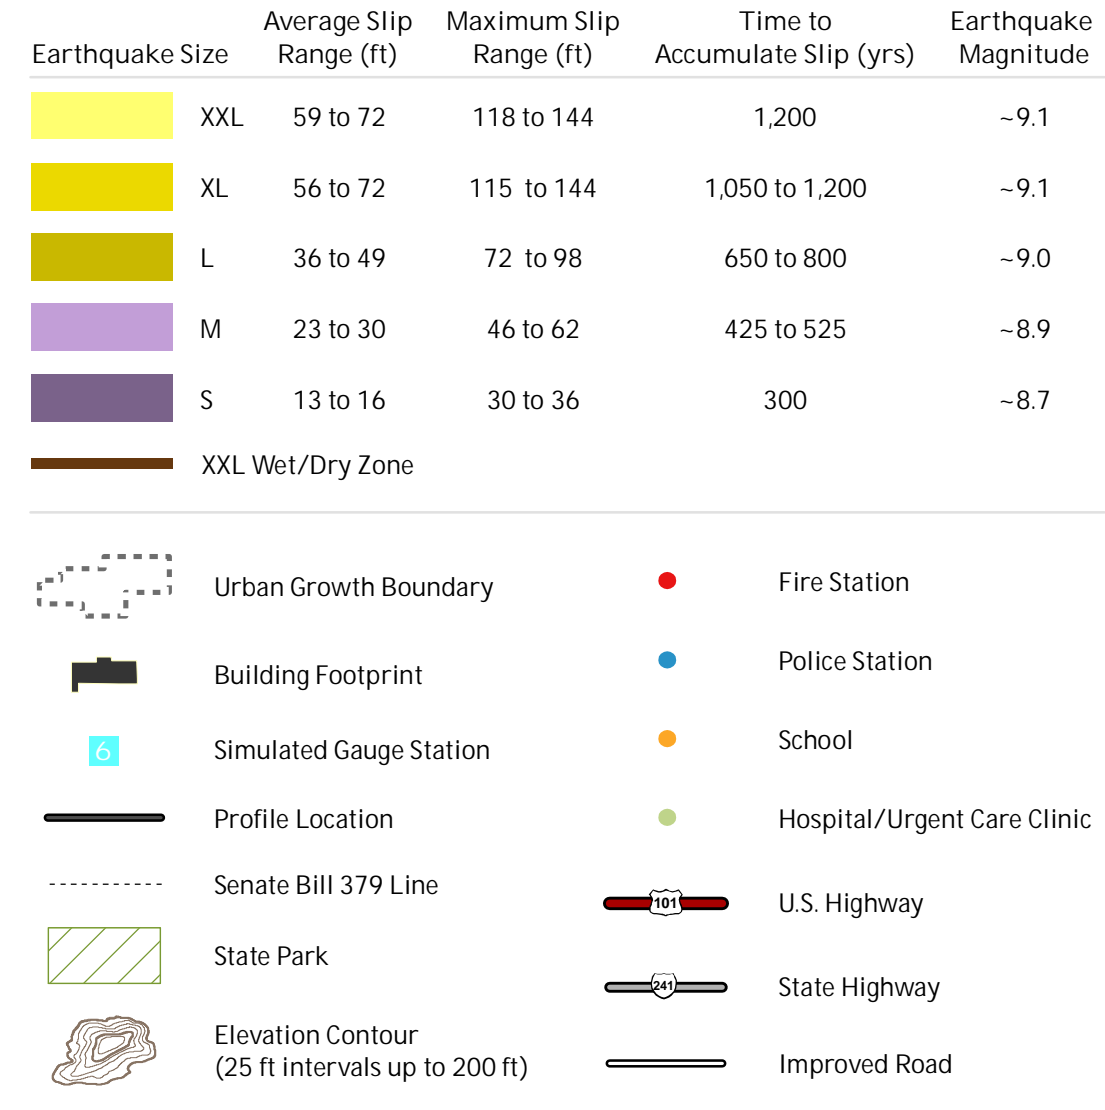 Average Slip Maximum Slip Time to Earthquake
Earthquake Size Range (ft) Range (ft) Accumulate Slip (yrs) Magnitude
XXL 59 to 72 118 to 144 1,200 ~9.1
XL 56 to 72 115 to 144 1,050 to 1,200 ~9.1
L 36 to 49 72 to 98 650 to 800 ~9.0
M 23 to 30 46 to 62 425 to 525 ~8.9
S 13 to 16 30 to 36 300 ~8.7
XXL Wet/Dry Zone
Urban Growth Boundary
Building Footprint
6 Simulated Gauge Station
Profile Location
Senate Bill 379 Line
State Park
Elevation Contour
(25 ft intervals up to 200 ft)
Fire Station
Police Station
School
Hospital/Urgent Care Clinic
101 U.S. Highway
241 State Highway
Improved Road